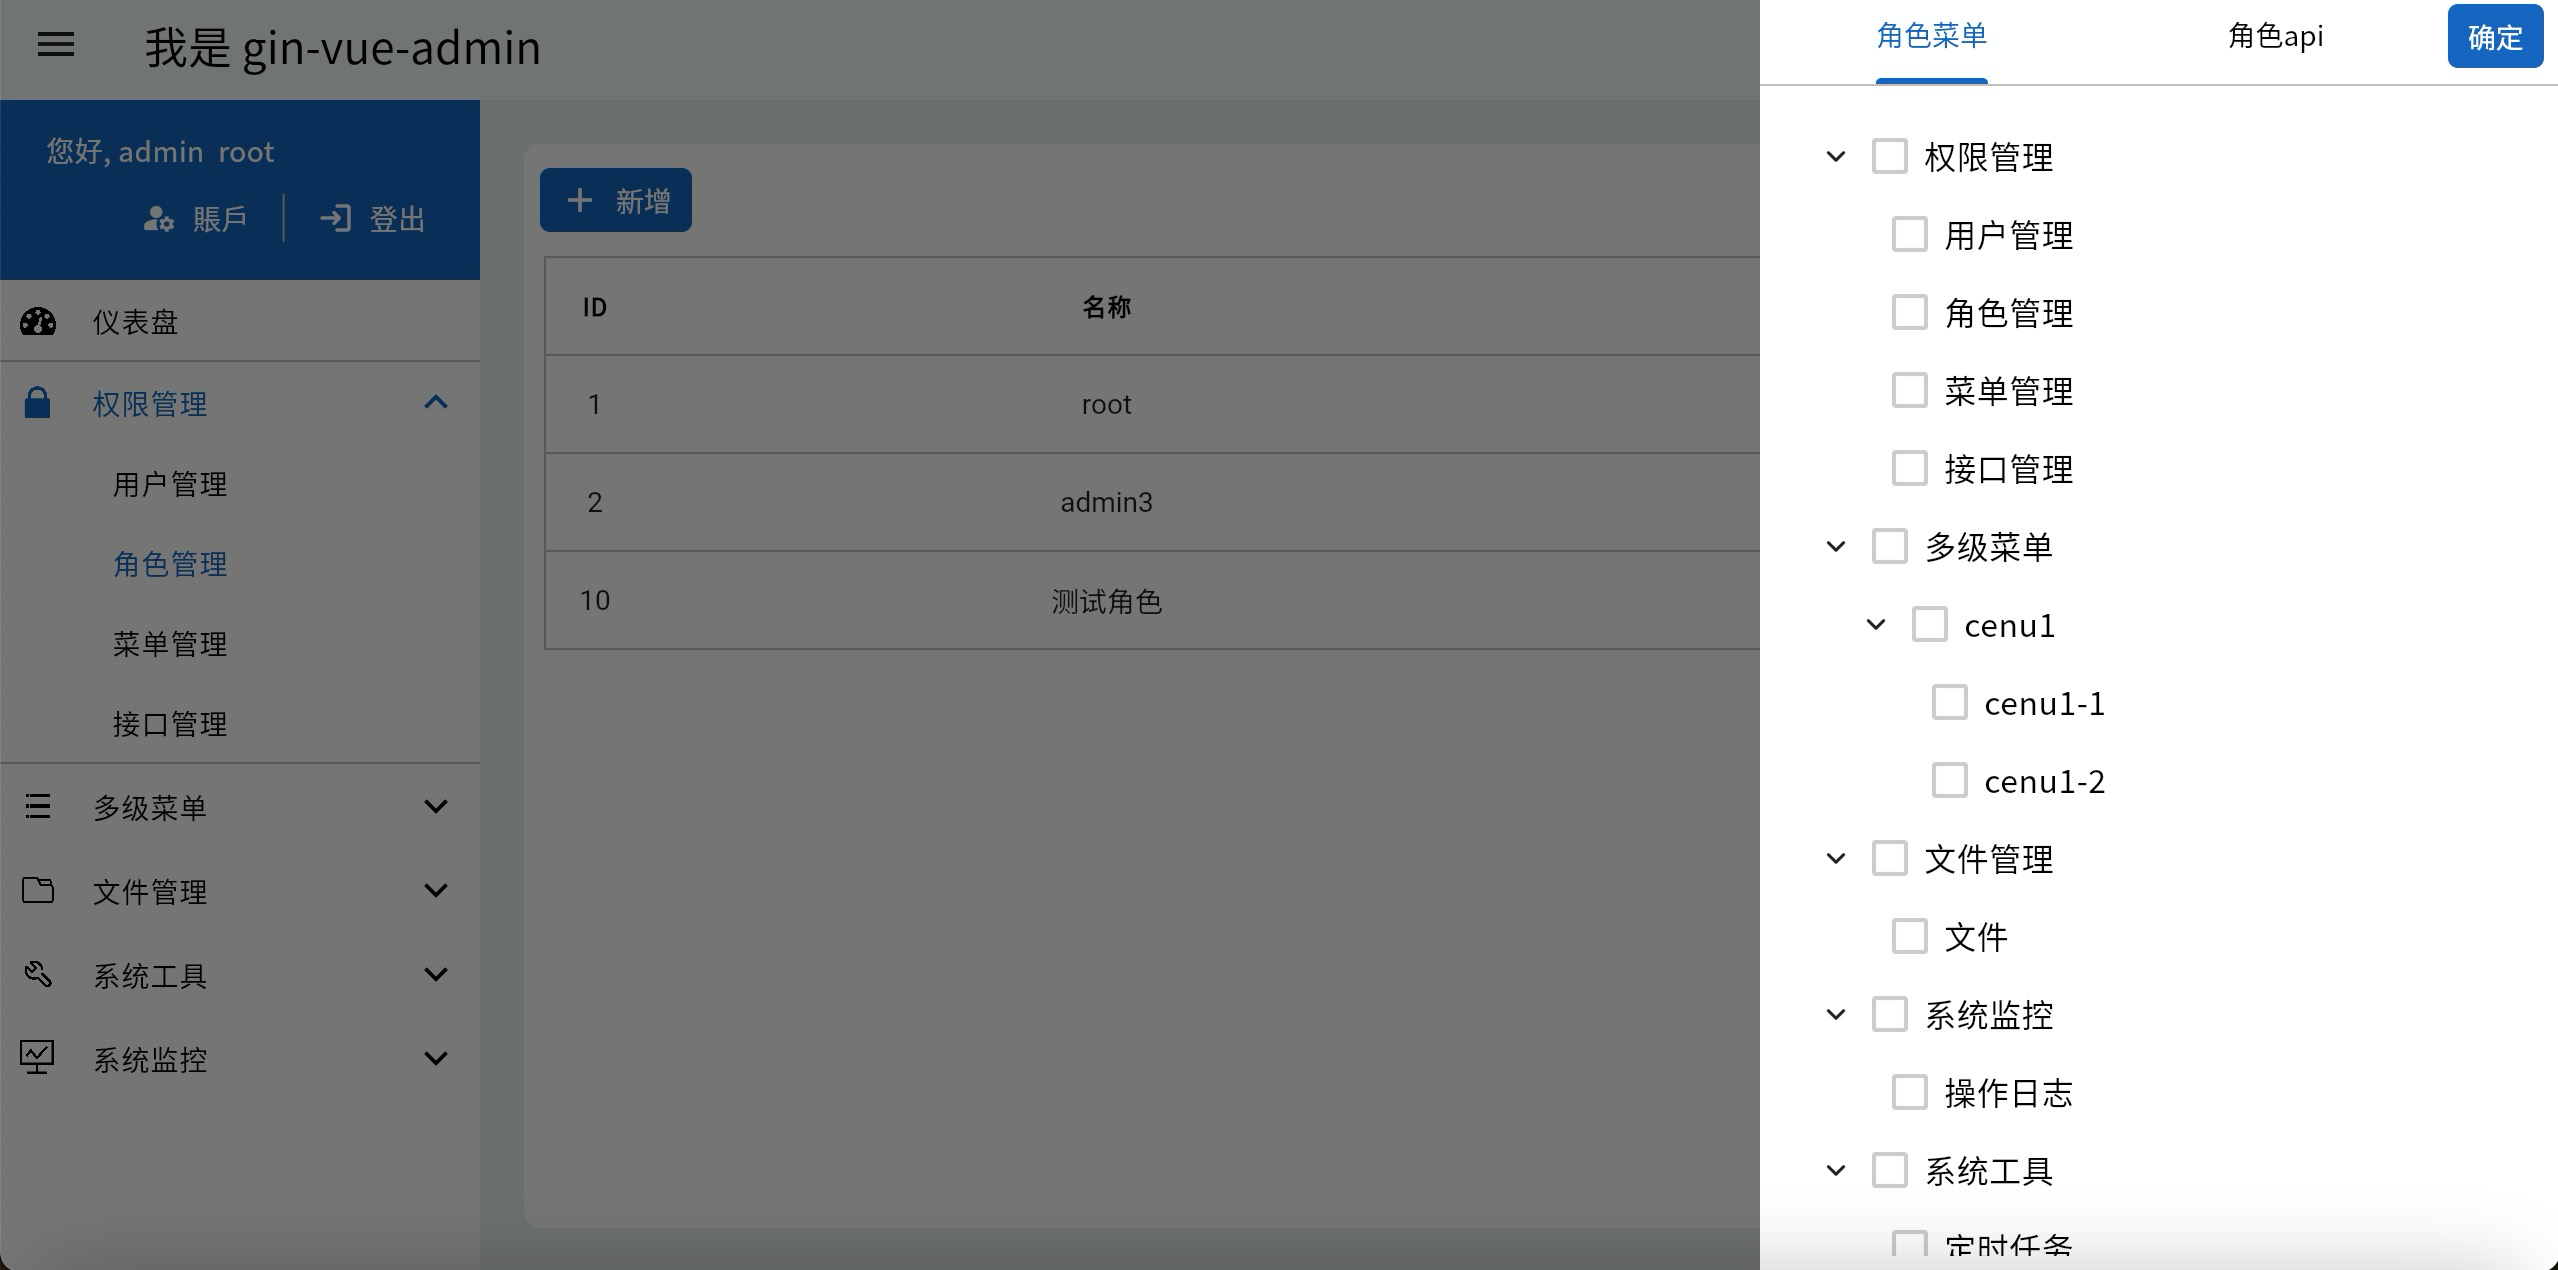 我是 gin-vue-admin
您好, admin root
賬戶
登出
仪表盘
权限管理
用户管理
角色管理
菜单管理
接口管理
多级菜单
文件管理
系统工具
系统监控
新增
ID 名称
1 root
2 admin3
10 测试角色
角色菜单
角色api
确定
权限管理
用户管理
角色管理
菜单管理
接口管理
多级菜单
cenu1
cenu1-1
cenu1-2
文件管理
文件
系统监控
操作日志
系统工具
定时任务